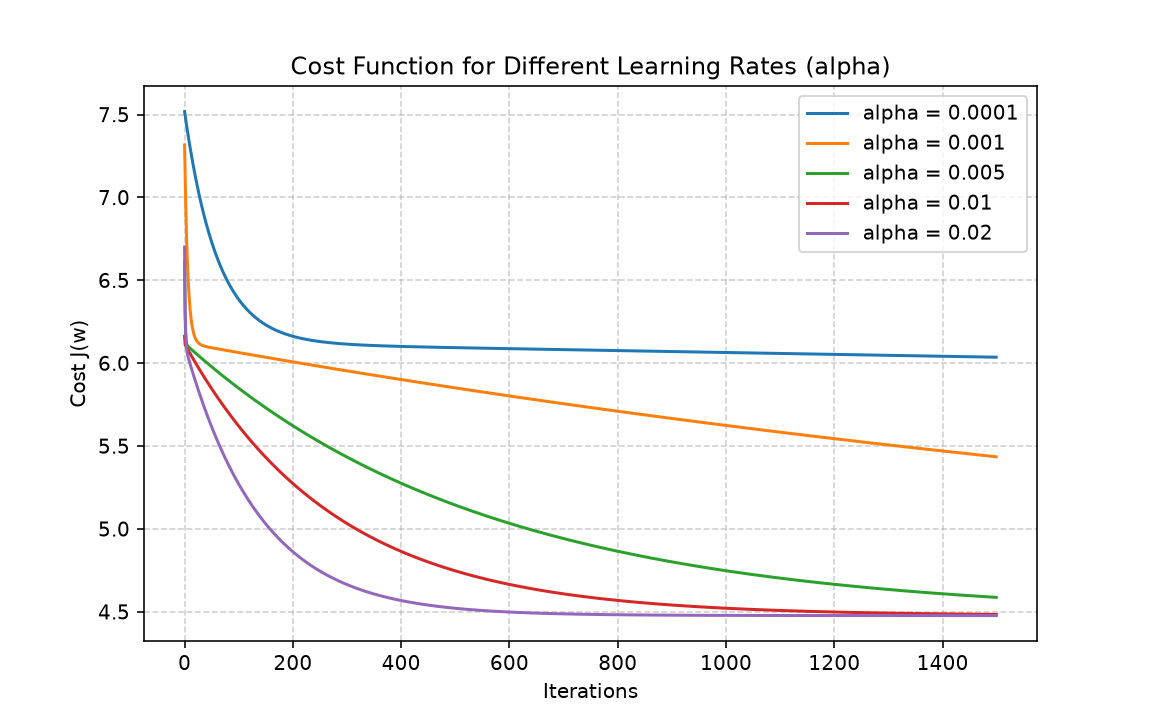 Cost Function for Different Learning Rates (alpha)
alpha = 0.0001
alpha = 0.001
alpha = 0.005
alpha = 0.01
alpha = 0.02
Cost J(w)
7.5
7.0
6.5
6.0
5.5
5.0
4.5
0 200 400 600 800 1000 1200 1400
Iterations